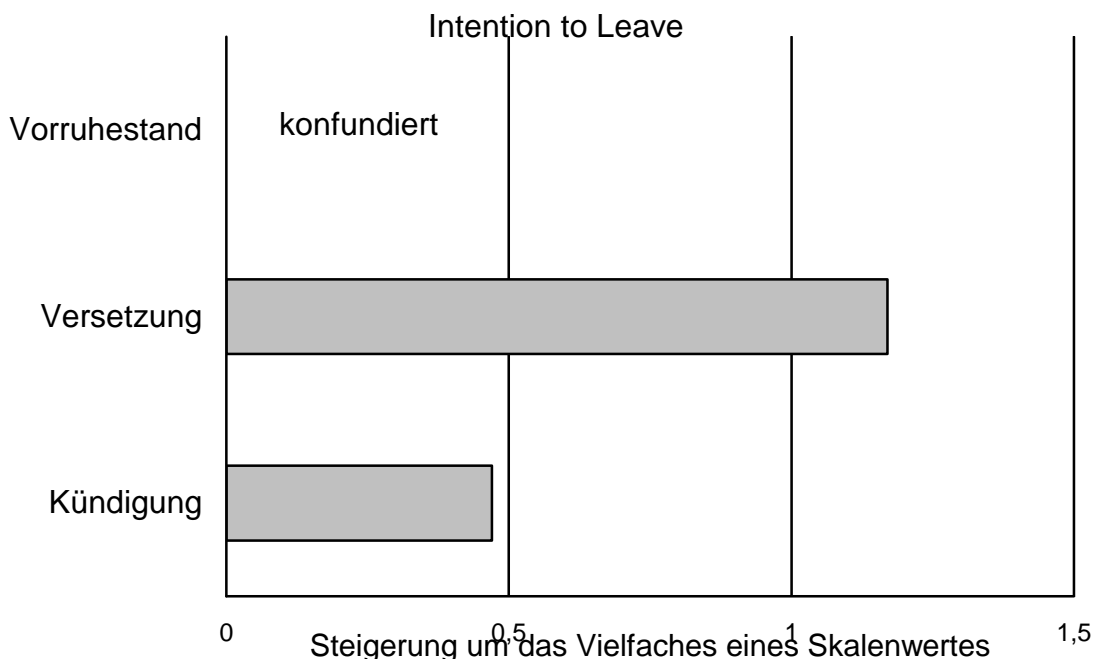 Intention to Leave
Vorruhestand
konfundiert
Versetzung
Kündigung
0 0,5 1 1,5
Steigerung um das Vielfaches eines Skalenwertes